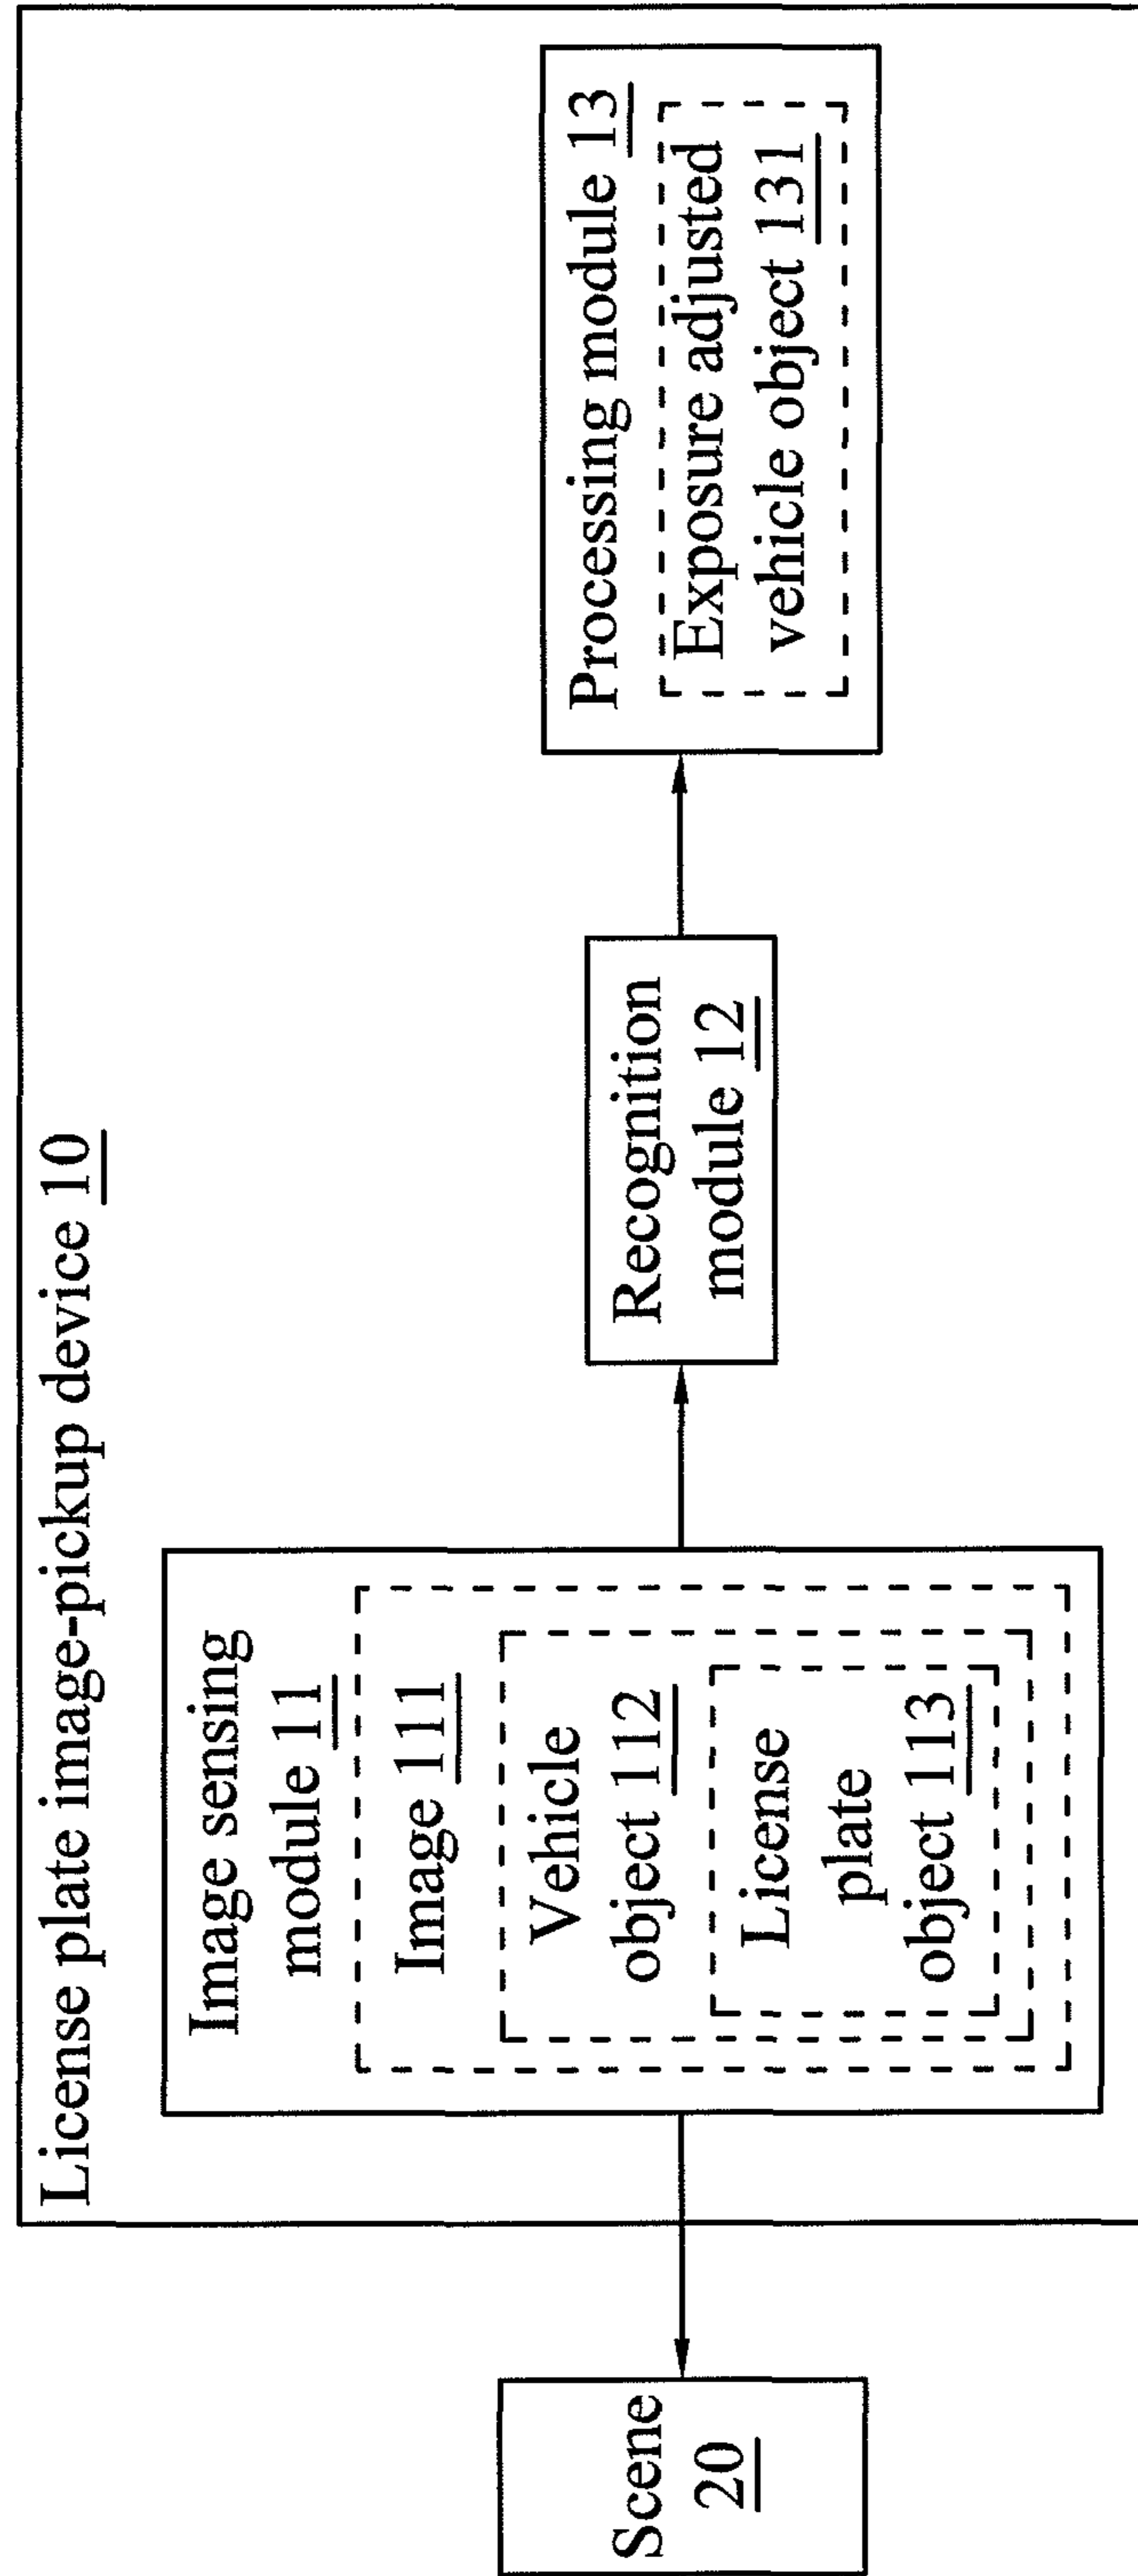 License plate image-pickup device 10
Scene
20
Image sensing
module 11
Image 111
Vehicle
object 112
License
plate
object 113
Recognition
module 12
Processing module 13
Exposure adjusted
vehicle object 131